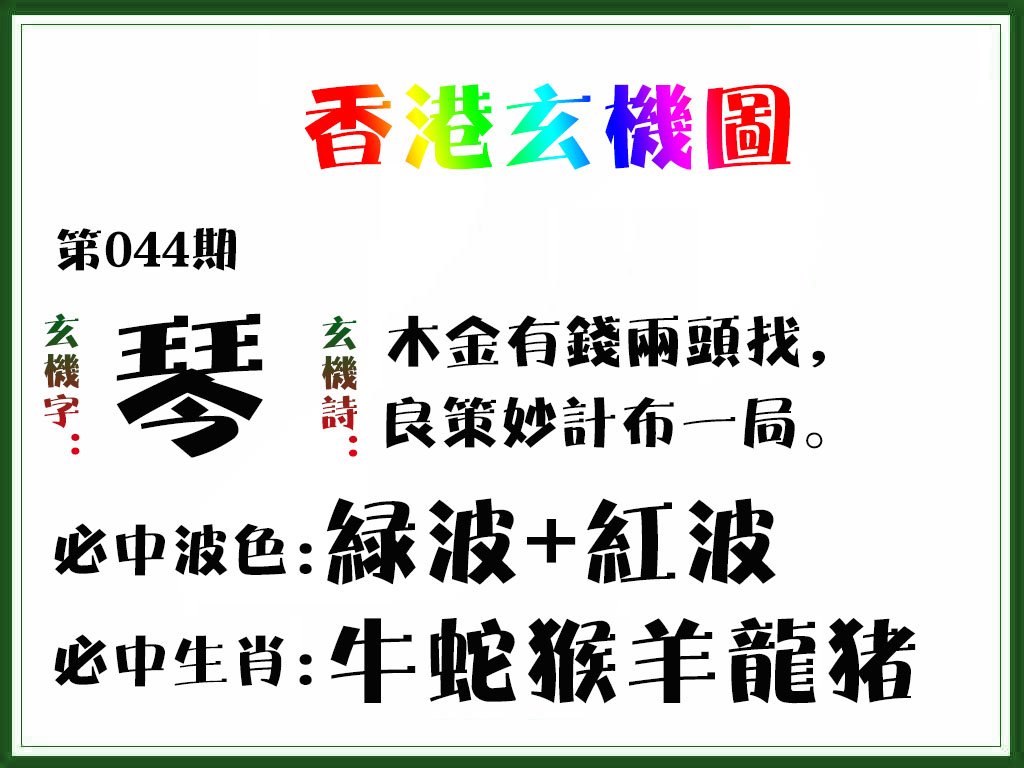 香港玄機圖
第044期
玄機字：琴
玄機詩：木金有錢兩頭找，
良策妙計布一局。
必中波色：緑波+紅波
必中生肖：牛蛇猴羊龍猪